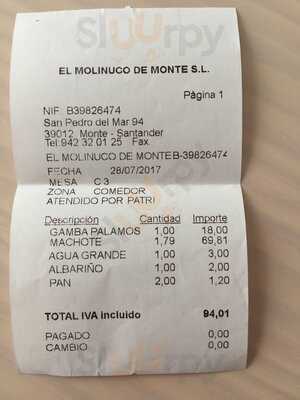 Sluurpy
EL MOLINUCO DE MONTE S.L.
Página 1
NIF B39826474
San Pedro del Mar 94
39012 Monte - Santander
Tel:942 32 01 25 Fax
EL MOLINUCO DE MONTE B-39826474
FECHA 28/07/2017
MESA C 3
ZONA COMEDOR
ATENDIDO POR PATRI
Descripción Cantidad Importe
GAMBA PALAMOS 1,00 18,00
MACHOTE 1,79 69,81
AGUA GRANDE 1,00 3,00
ALBARIÑO 1,00 2,00
PAN 2,00 1,20
TOTAL IVA incluido 94,01
PAGADO 0,00
CAMBIO 0,00